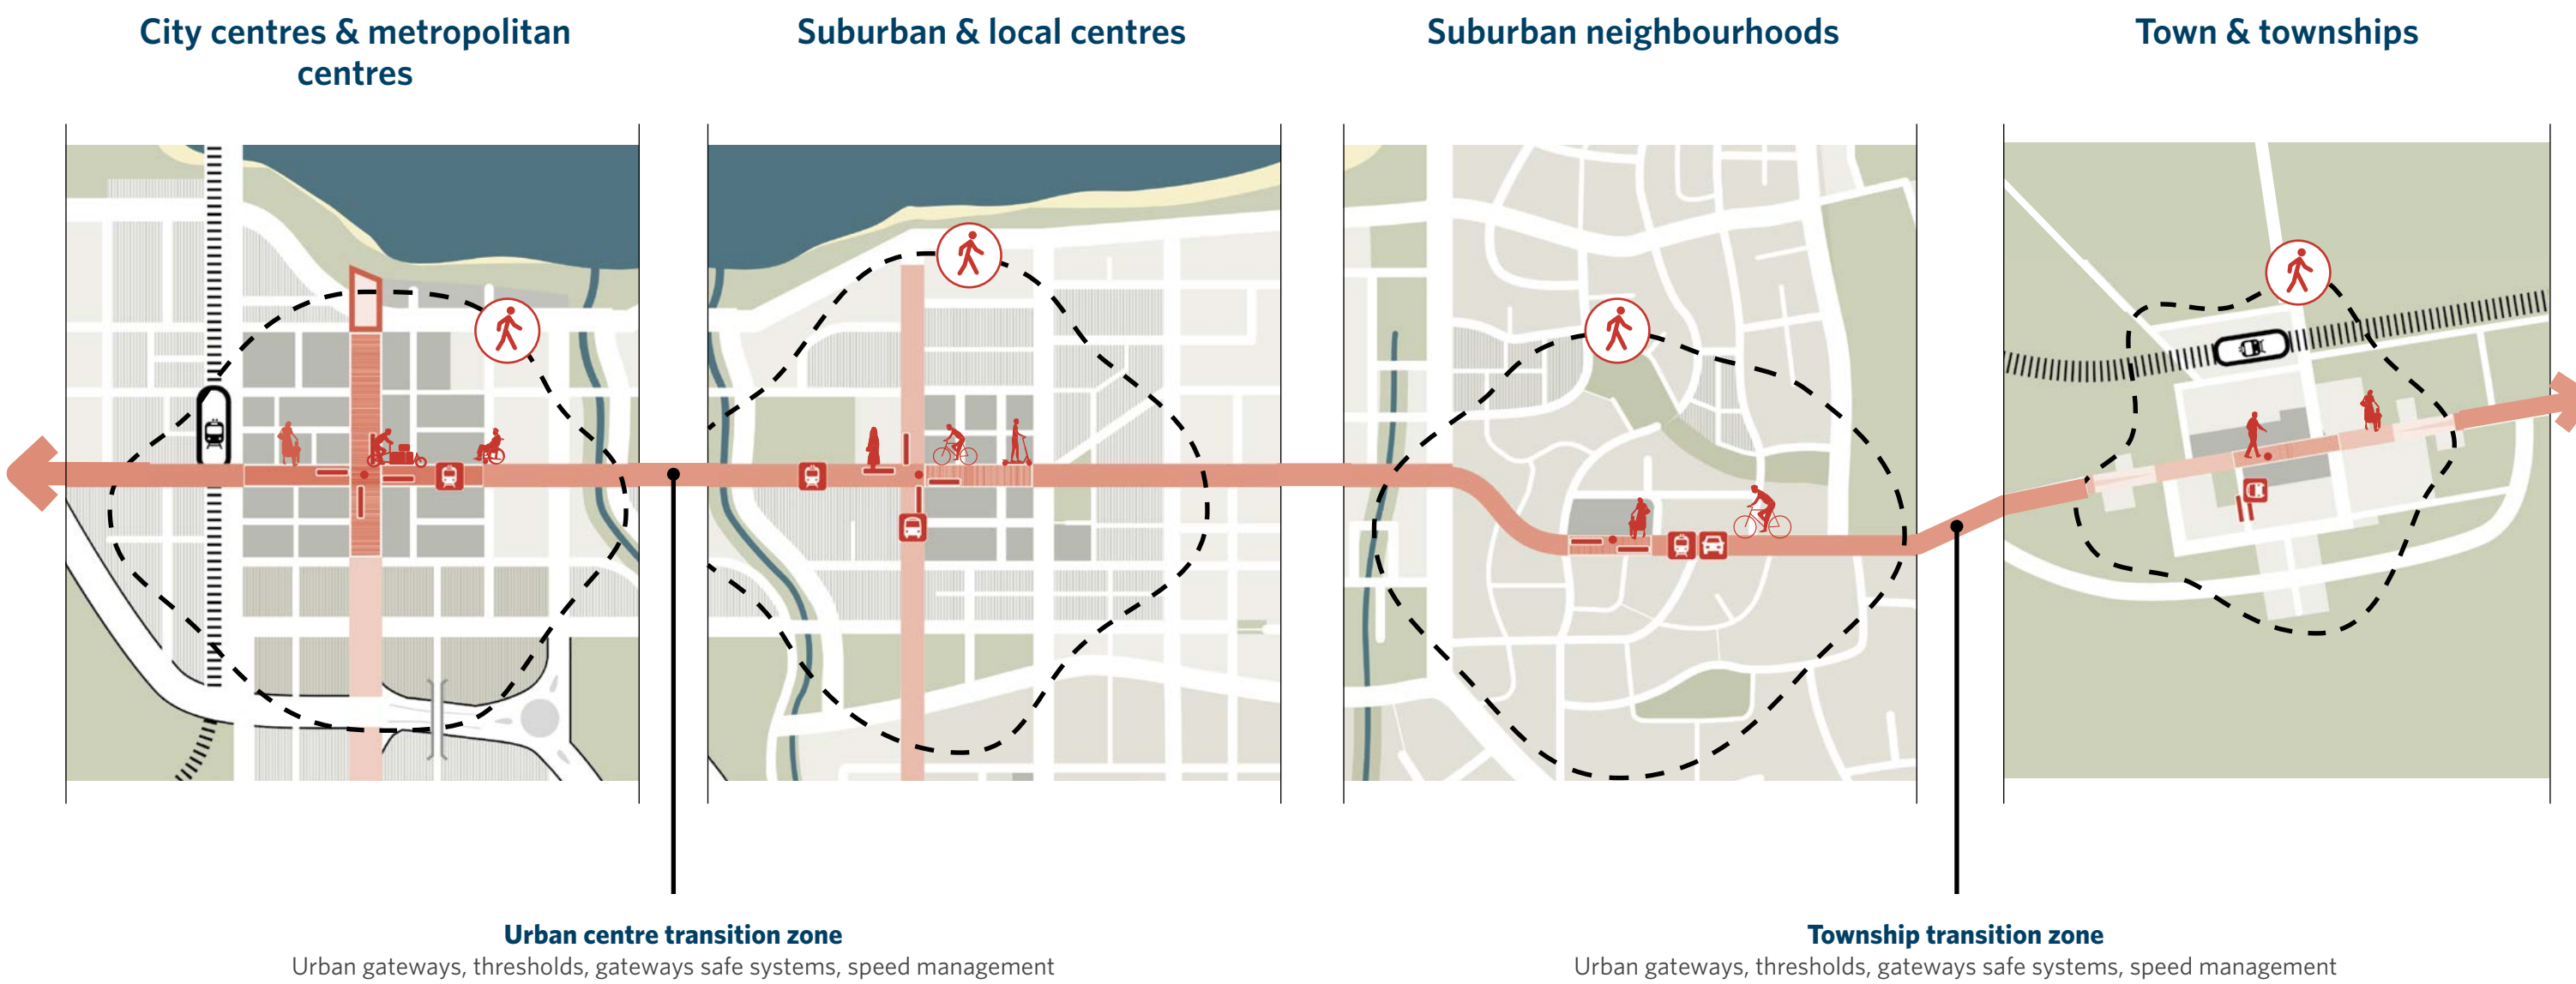 City centres & metropolitan
centres
Suburban & local centres
Suburban neighbourhoods
Town & townships
Urban centre transition zone
Urban gateways, thresholds, gateways safe systems, speed management
Township transition zone
Urban gateways, thresholds, gateways safe systems, speed management